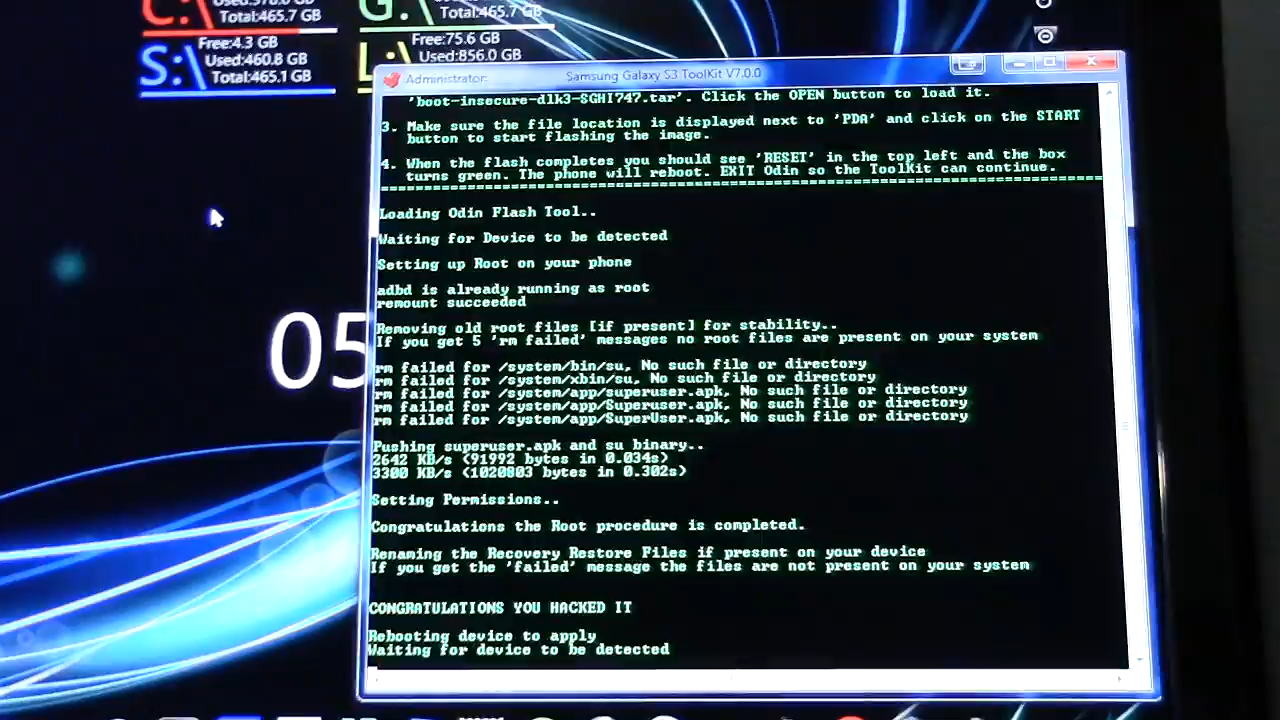 C:\
Total:465.7 GB
G:\
Total:465.7 GB
S:\
Free:4.3 GB
Used:460.8 GB
Total:465.1 GB
L:\
Free:75.6 GB
Used:856.0 GB
05
Administrator: Samsung Galaxy S3 ToolKit V7.0.0
'boot-insecure-dlk3-SGHI747.tar'. Click the OPEN button to load it.
3. Make sure the file location is displayed next to 'PDA' and click on the START
button to start flashing the image.
4. When the flash completes you should see 'RESET' in the top left and the box
turns green. The phone will reboot. EXIT Odin so the ToolKit can continue.
Loading Odin Flash Tool..
Waiting for Device to be detected
Setting up Root on your phone
adbd is already running as root
remount succeeded
Removing old root files [if present] for stability..
If you get 5 'rm failed' messages no root files are present on your system
rm failed for /system/bin/su, No such file or directory
rm failed for /system/xbin/su, No such file or directory
rm failed for /system/app/superuser.apk, No such file or directory
rm failed for /system/app/Superuser.apk, No such file or directory
rm failed for /system/app/SuperUser.apk, No such file or directory
Pushing superuser.apk and su binary..
2642 KB/s (91992 bytes in 0.034s)
3300 KB/s (1020803 bytes in 0.302s)
Setting Permissions..
Congratulations the Root procedure is completed.
Renaming the Recovery Restore Files if present on your device
If you get the 'failed' message the files are not present on your system
CONGRATULATIONS YOU HACKED IT
Rebooting device to apply
Waiting for device to be detected